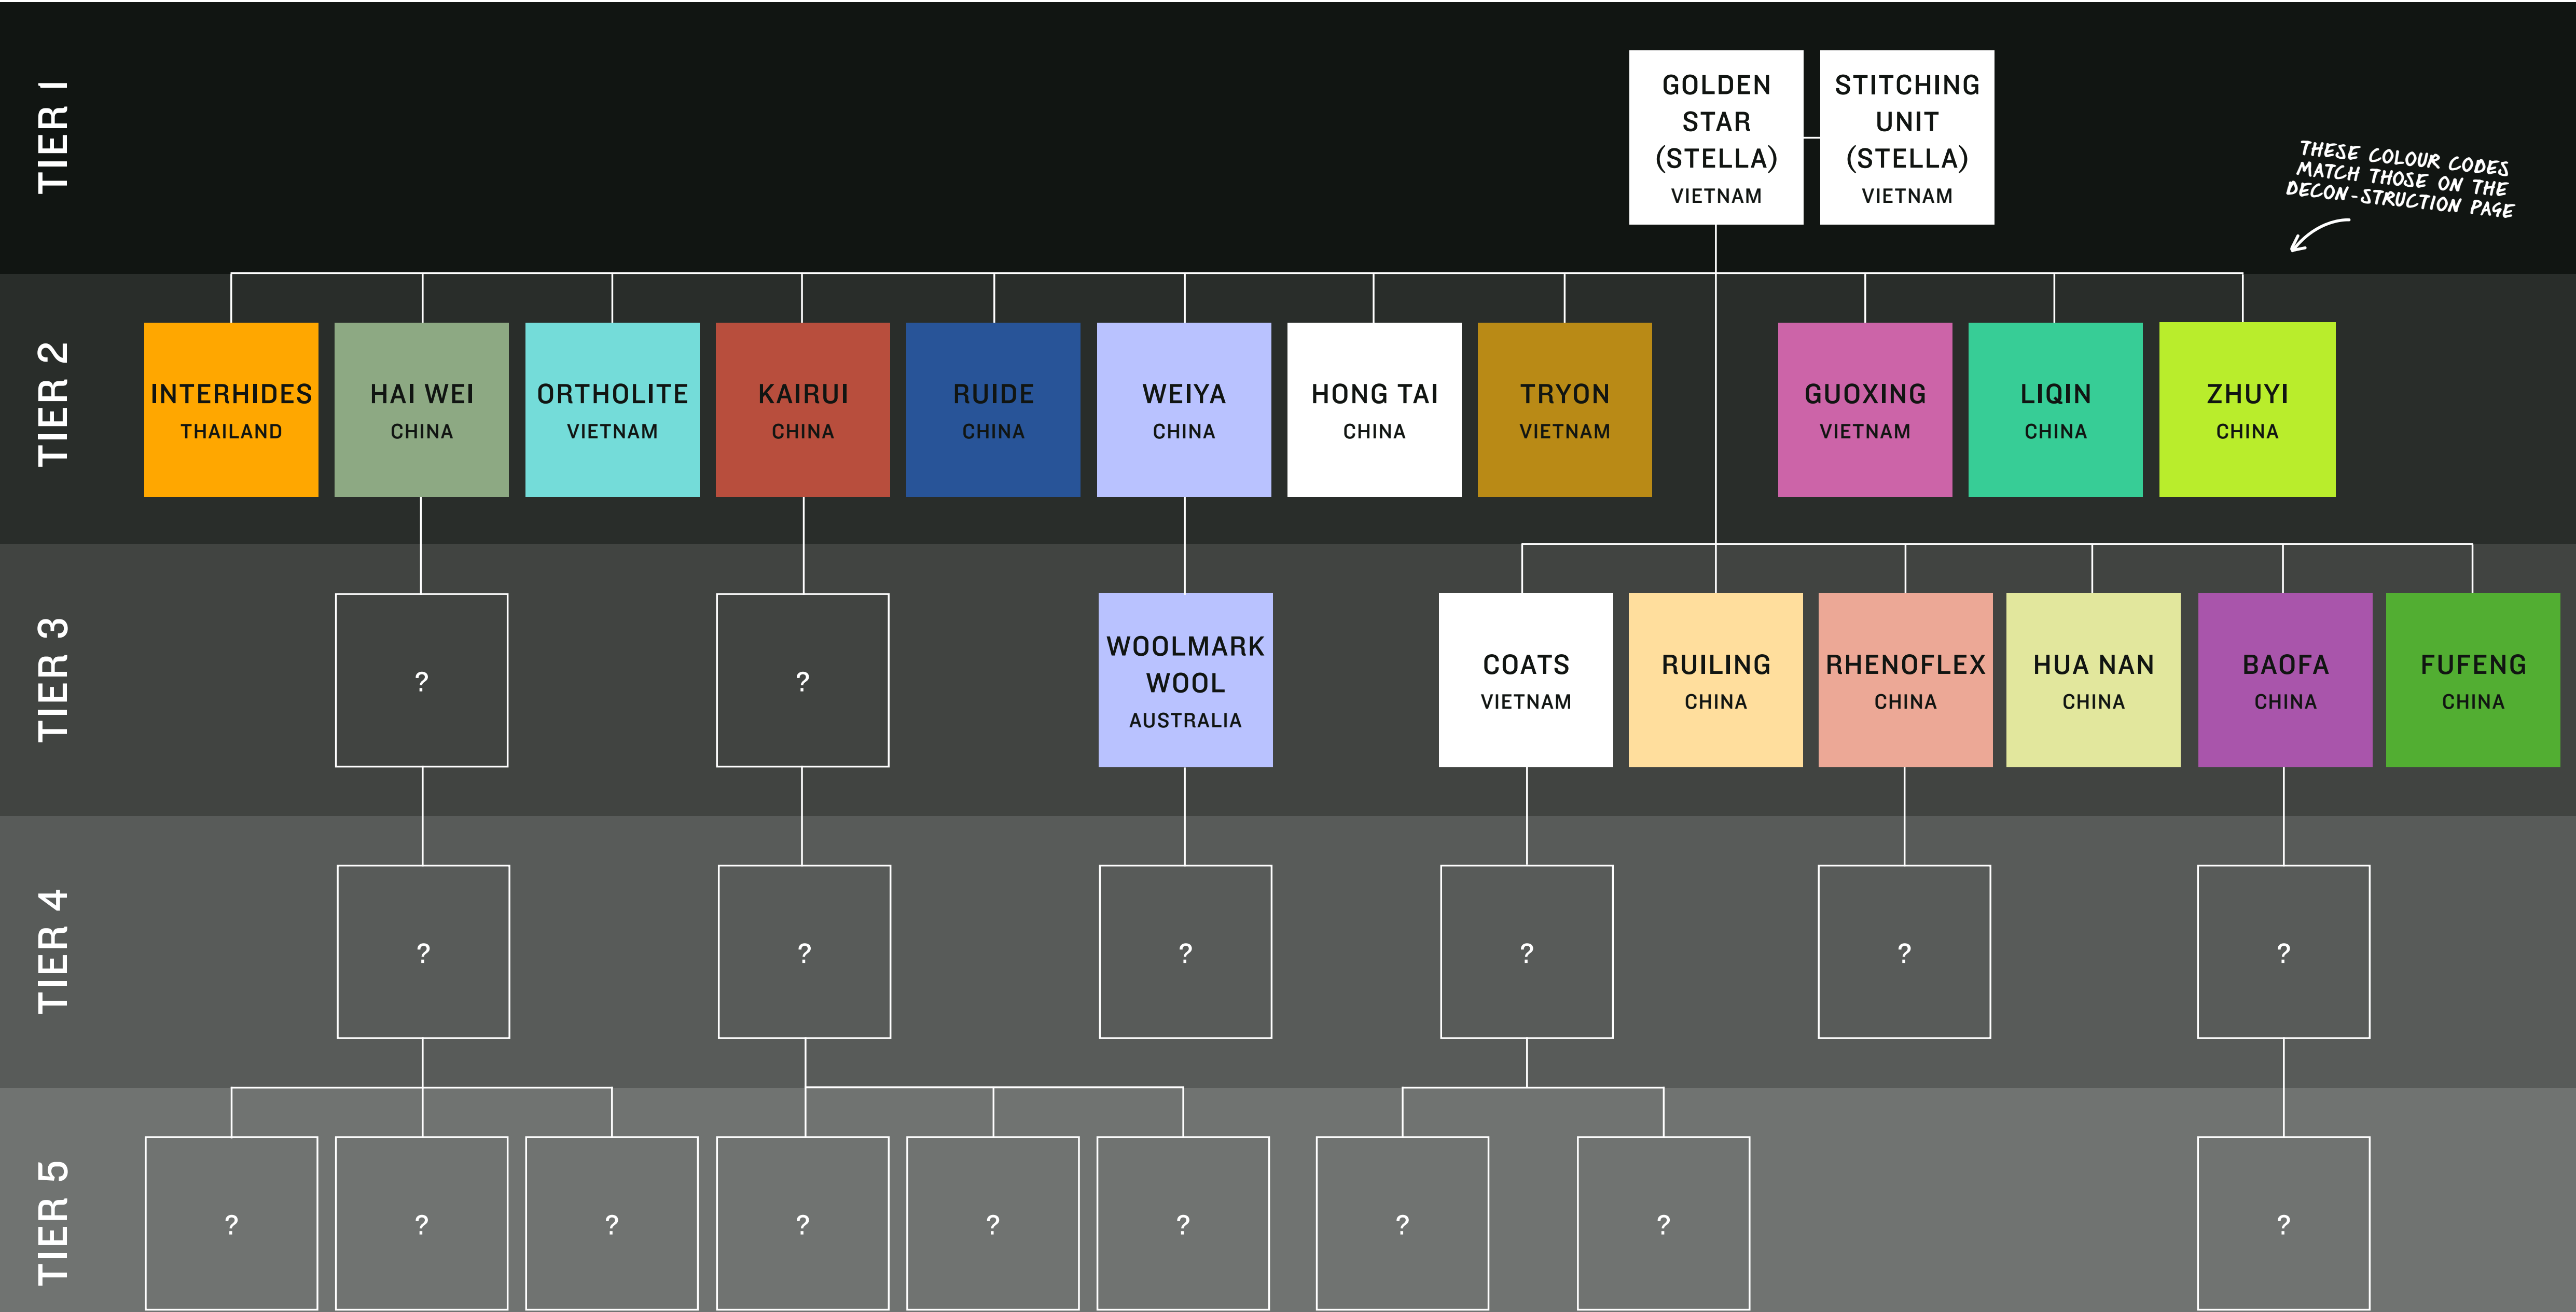 TIER 1
GOLDEN
STAR
(STELLA)
VIETNAM
STITCHING
UNIT
(STELLA)
VIETNAM
THESE COLOUR CODES
MATCH THOSE ON THE
DECON-STRUCTION PAGE
TIER 2
INTERHIDES
THAILAND
HAI WEI
CHINA
ORTHOLITE
VIETNAM
KAIRUI
CHINA
RUIDE
CHINA
WEIYA
CHINA
HONG TAI
CHINA
TRYON
VIETNAM
GUOXING
VIETNAM
LIQIN
CHINA
ZHUYI
CHINA
TIER 3
?
?
WOOLMARK
WOOL
AUSTRALIA
COATS
VIETNAM
RUILING
CHINA
RHENOFLEX
CHINA
HUA NAN
CHINA
BAOFA
CHINA
FUFENG
CHINA
TIER 4
?
?
?
?
?
?
TIER 5
?
?
?
?
?
?
?
?
?